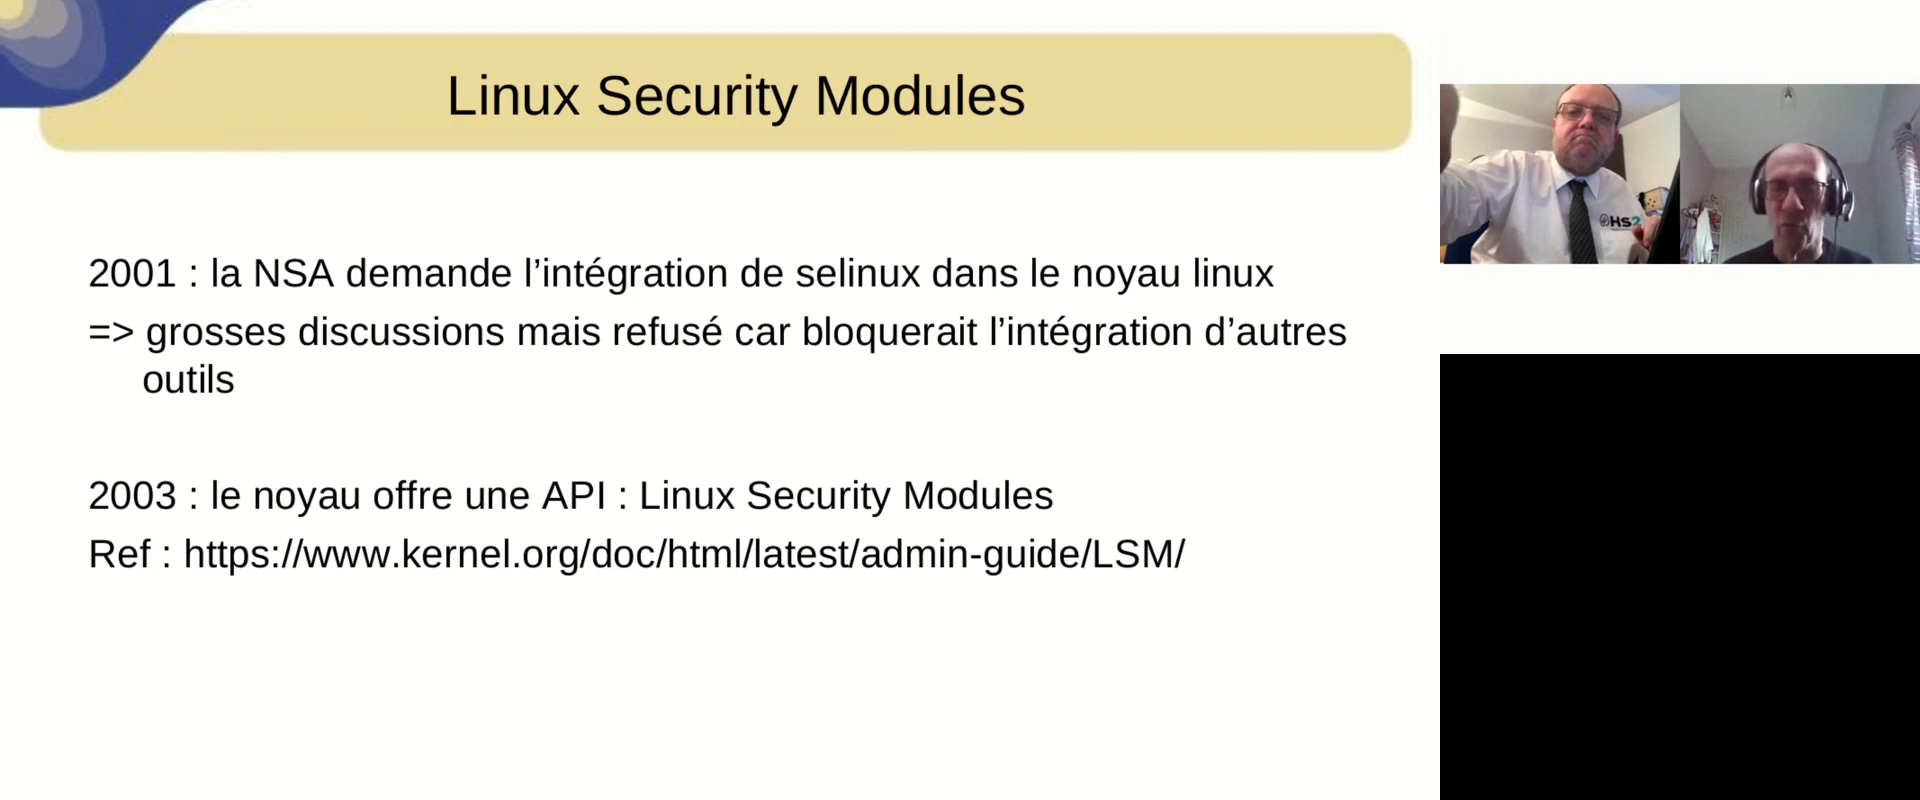 Linux Security Modules
2001 : la NSA demande l’intégration de selinux dans le noyau linux
=> grosses discussions mais refusé car bloquerait l’intégration d’autres
outils
2003 : le noyau offre une API : Linux Security Modules
Ref : https://www.kernel.org/doc/html/latest/admin-guide/LSM/
HS2